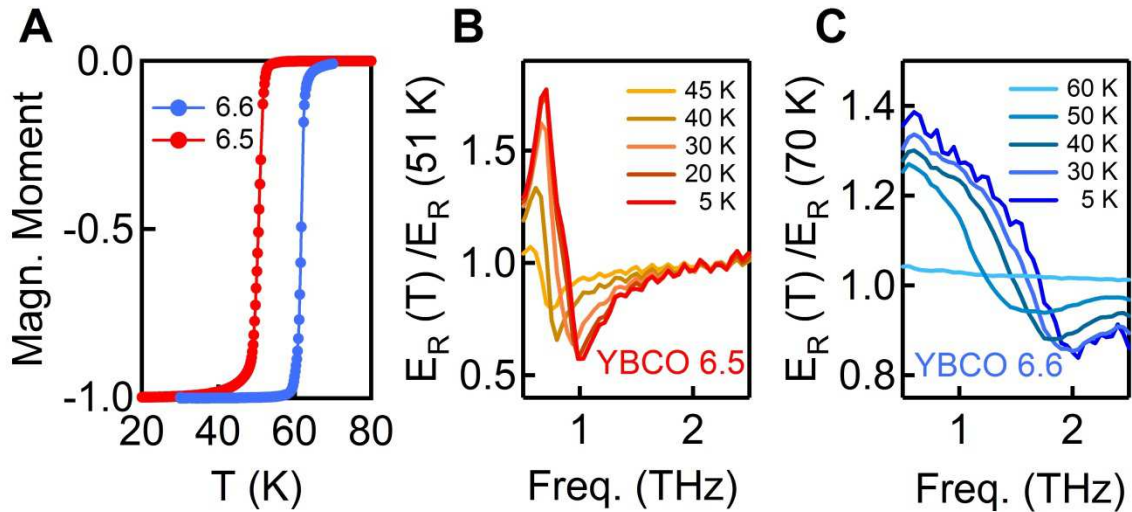 A
Magn. Moment
0.0
-0.5
-1.0
20
40
60
80
T (K)
6.6
6.5
B
E_R (T) /E_R (51 K)
1.5
1.0
0.5
1
2
Freq. (THz)
45 K
40 K
30 K
20 K
5 K
YBCO 6.5
C
E_R (T) /E_R (70 K)
1.4
1.2
1.0
0.8
1
2
Freq. (THz)
60 K
50 K
40 K
30 K
5 K
YBCO 6.6